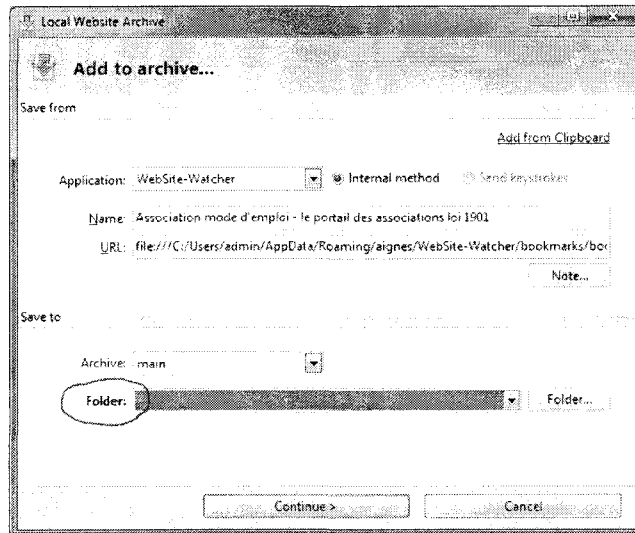 Local Website Archive
Add to archive...
Save from
Add from Clipboard
Application: WebSite-Watcher Internal method Send keystrokes
Name: Association mode d'emploi - le portail des associations loi 1901
URL: file:///C:/Users/admin/AppData/Roaming/aignes/WebSite-Watcher/bookmarks/boo
Note...
Save to
Archive: main
Folder: Folder...
Continue > Cancel